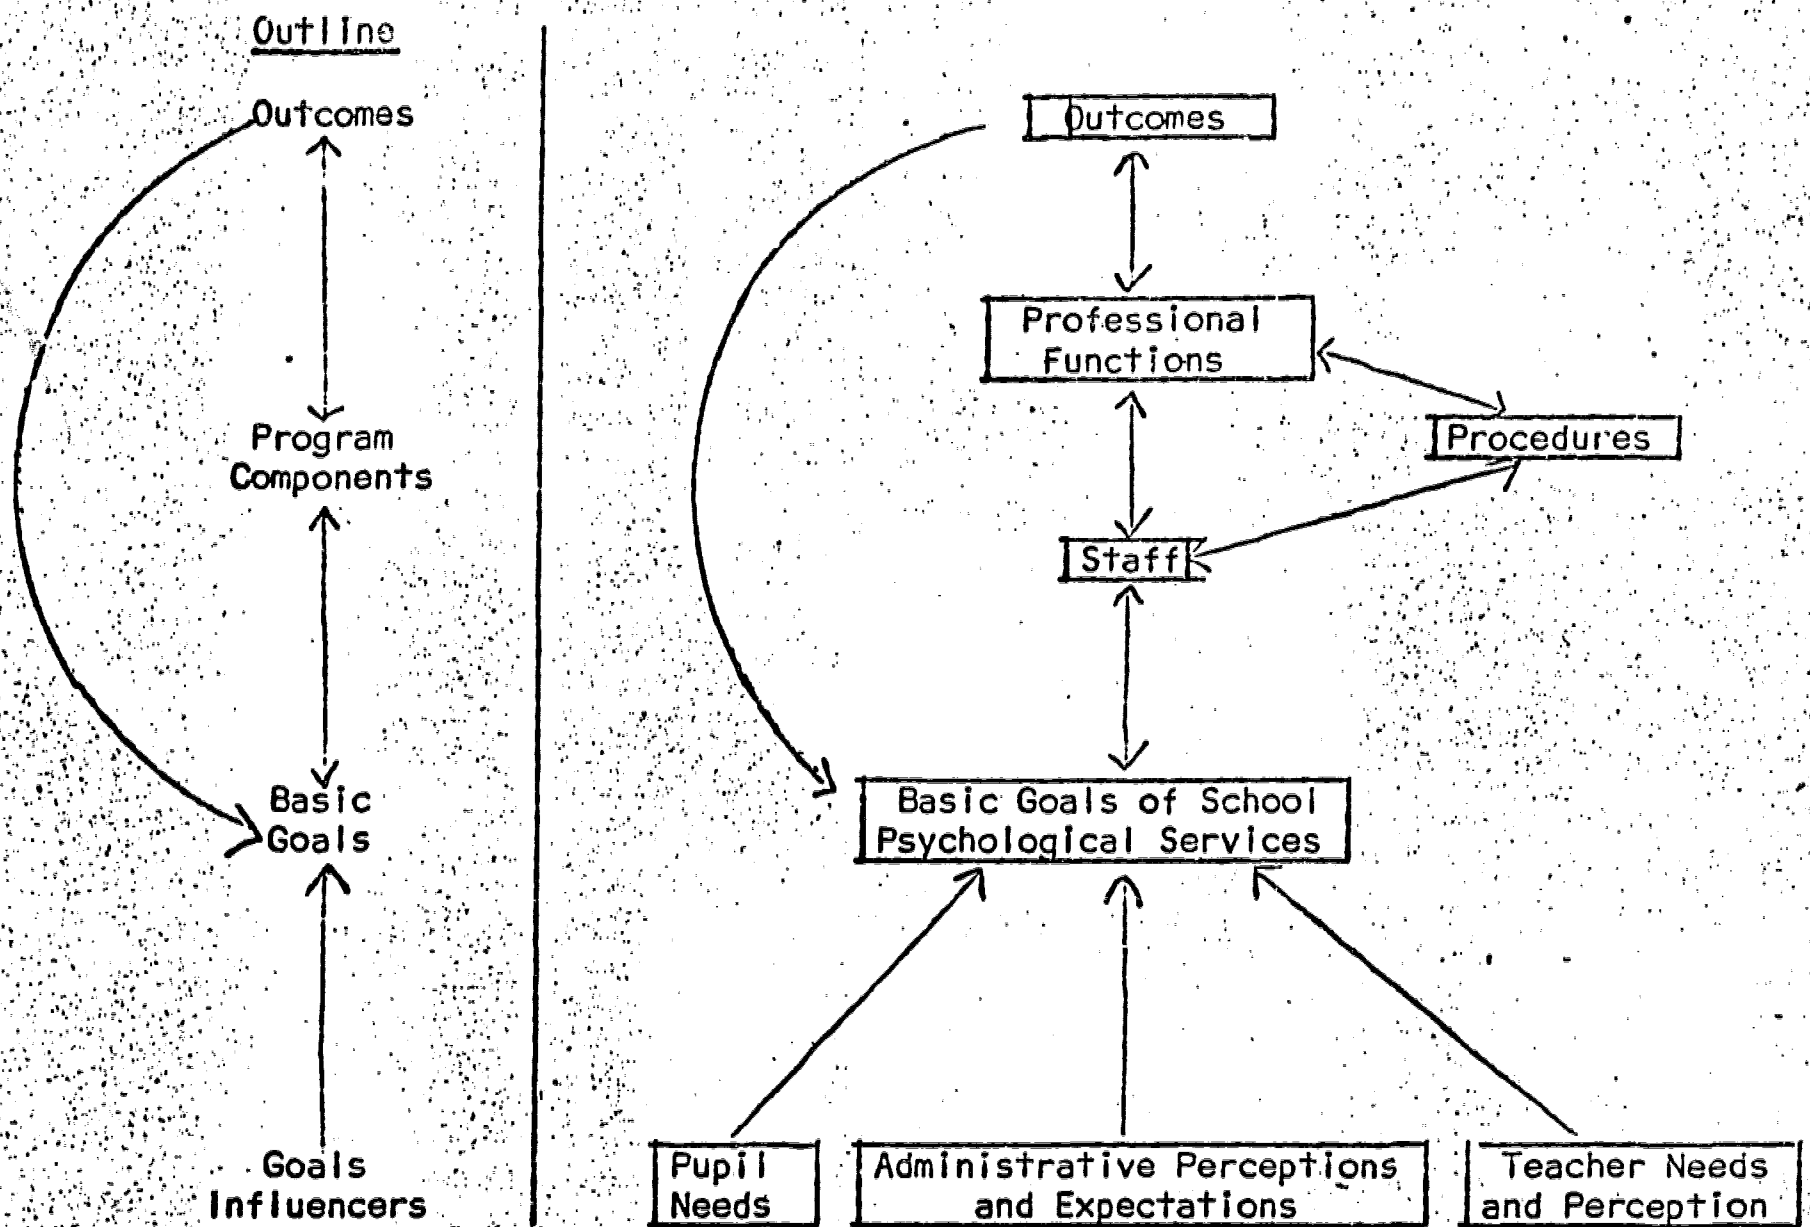 Outline
Outcomes
Program
Components
Basic
Goals
Goals
Influencers
Outcomes
Professional
Functions
Procedures
Staff
Basic Goals of School
Psychological Services
Pupil
Needs
Administrative Perceptions
and Expectations
Teacher Needs
and Perception